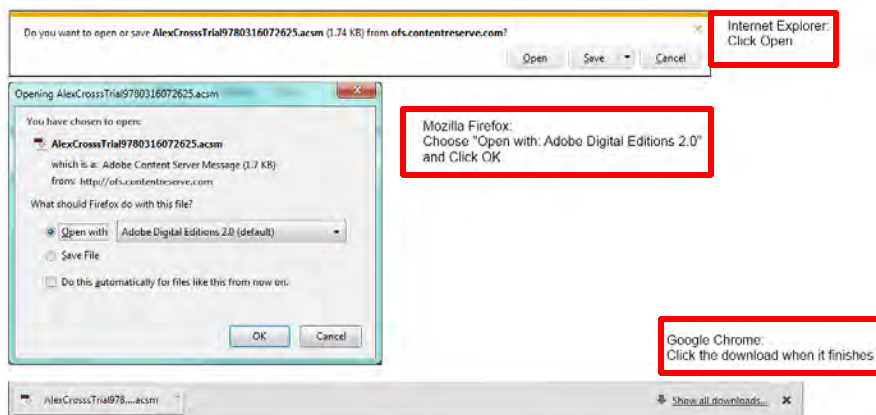 Do you want to open or save AlexCrosssTrial9780316072625.acsm (1.74 KB) from ofs.contentreserve.com?
Open Save Cancel
Internet Explorer:
Click Open
Opening AlexCrosssTrial9780316072625.acsm
You have chosen to open:
AlexCrosssTrial9780316072625.acsm
which is a: Adobe Content Server Message (1.7 KB)
from: http://ofs.contentreserve.com
What should Firefox do with this file?
Open with Adobe Digital Editions 2.0 (default)
Save File
Do this automatically for files like this from now on.
OK Cancel
Mozilla Firefox:
Choose "Open with: Adobe Digital Editions 2.0"
and Click OK
Google Chrome:
Click the download when it finishes
AlexCrosssTrial978....acsm Show all downloads...